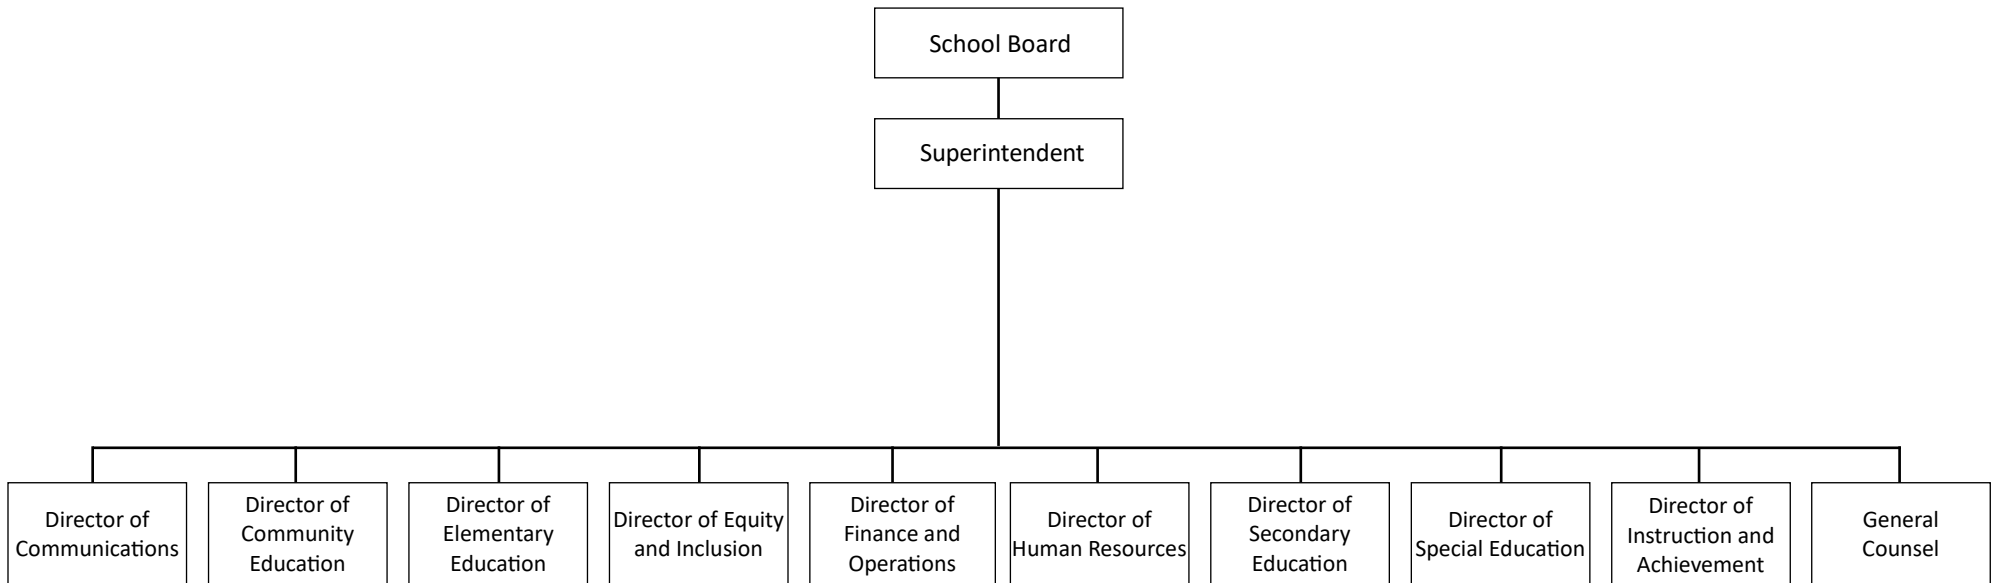 School Board
Superintendent
Director of
Communications
Director of
Community
Education
Director of
Elementary
Education
Director of Equity
and Inclusion
Director of
Finance and
Operations
Director of
Human Resources
Director of
Secondary
Education
Director of
Special Education
Director of
Instruction and
Achievement
General
Counsel